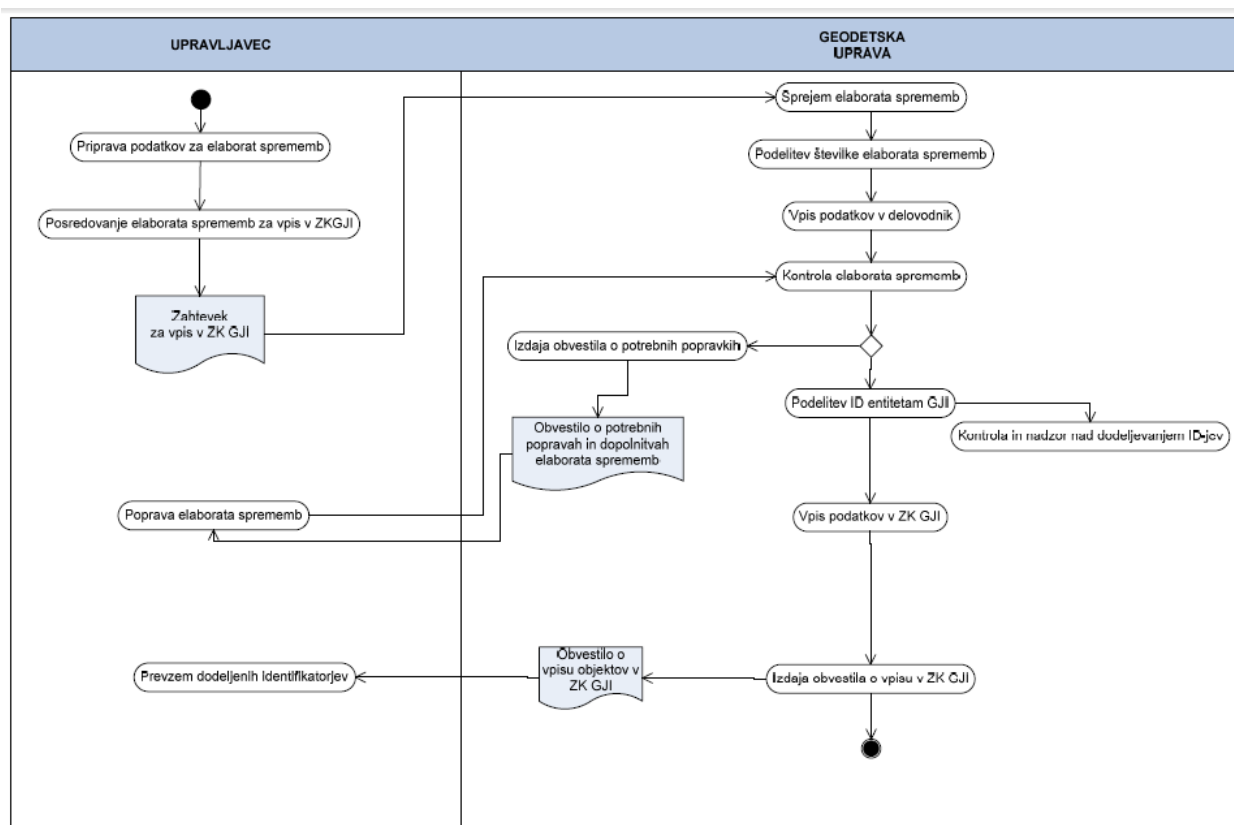 UPRAVLJAVEC
GEODETSKA
UPRAVA
Priprava podatkov za elaborat sprememb
Posredovanje elaborata sprememb za vpis v ZKGJI
Zahtevek
za vpis v ZK GJI
Sprejem elaborata sprememb
Podelitev številke elaborata sprememb
Vpis podatkov v delovodnik
Kontrola elaborata sprememb
Izdaja obvestila o potrebnih popravkih
Podelitev ID entitetam GJI
Kontrola in nadzor nad dodeljevanjem ID-jev
Obvestilo o potrebnih
popravah in dopolnitvah
elaborata sprememb
Poprava elaborata sprememb
Vpis podatkov v ZK GJI
Prevzem dodeljenih identifikatorjev
Obvestilo o
vpisu objektov v
ZK GJI
Izdaja obvestila o vpisu v ZK GJI